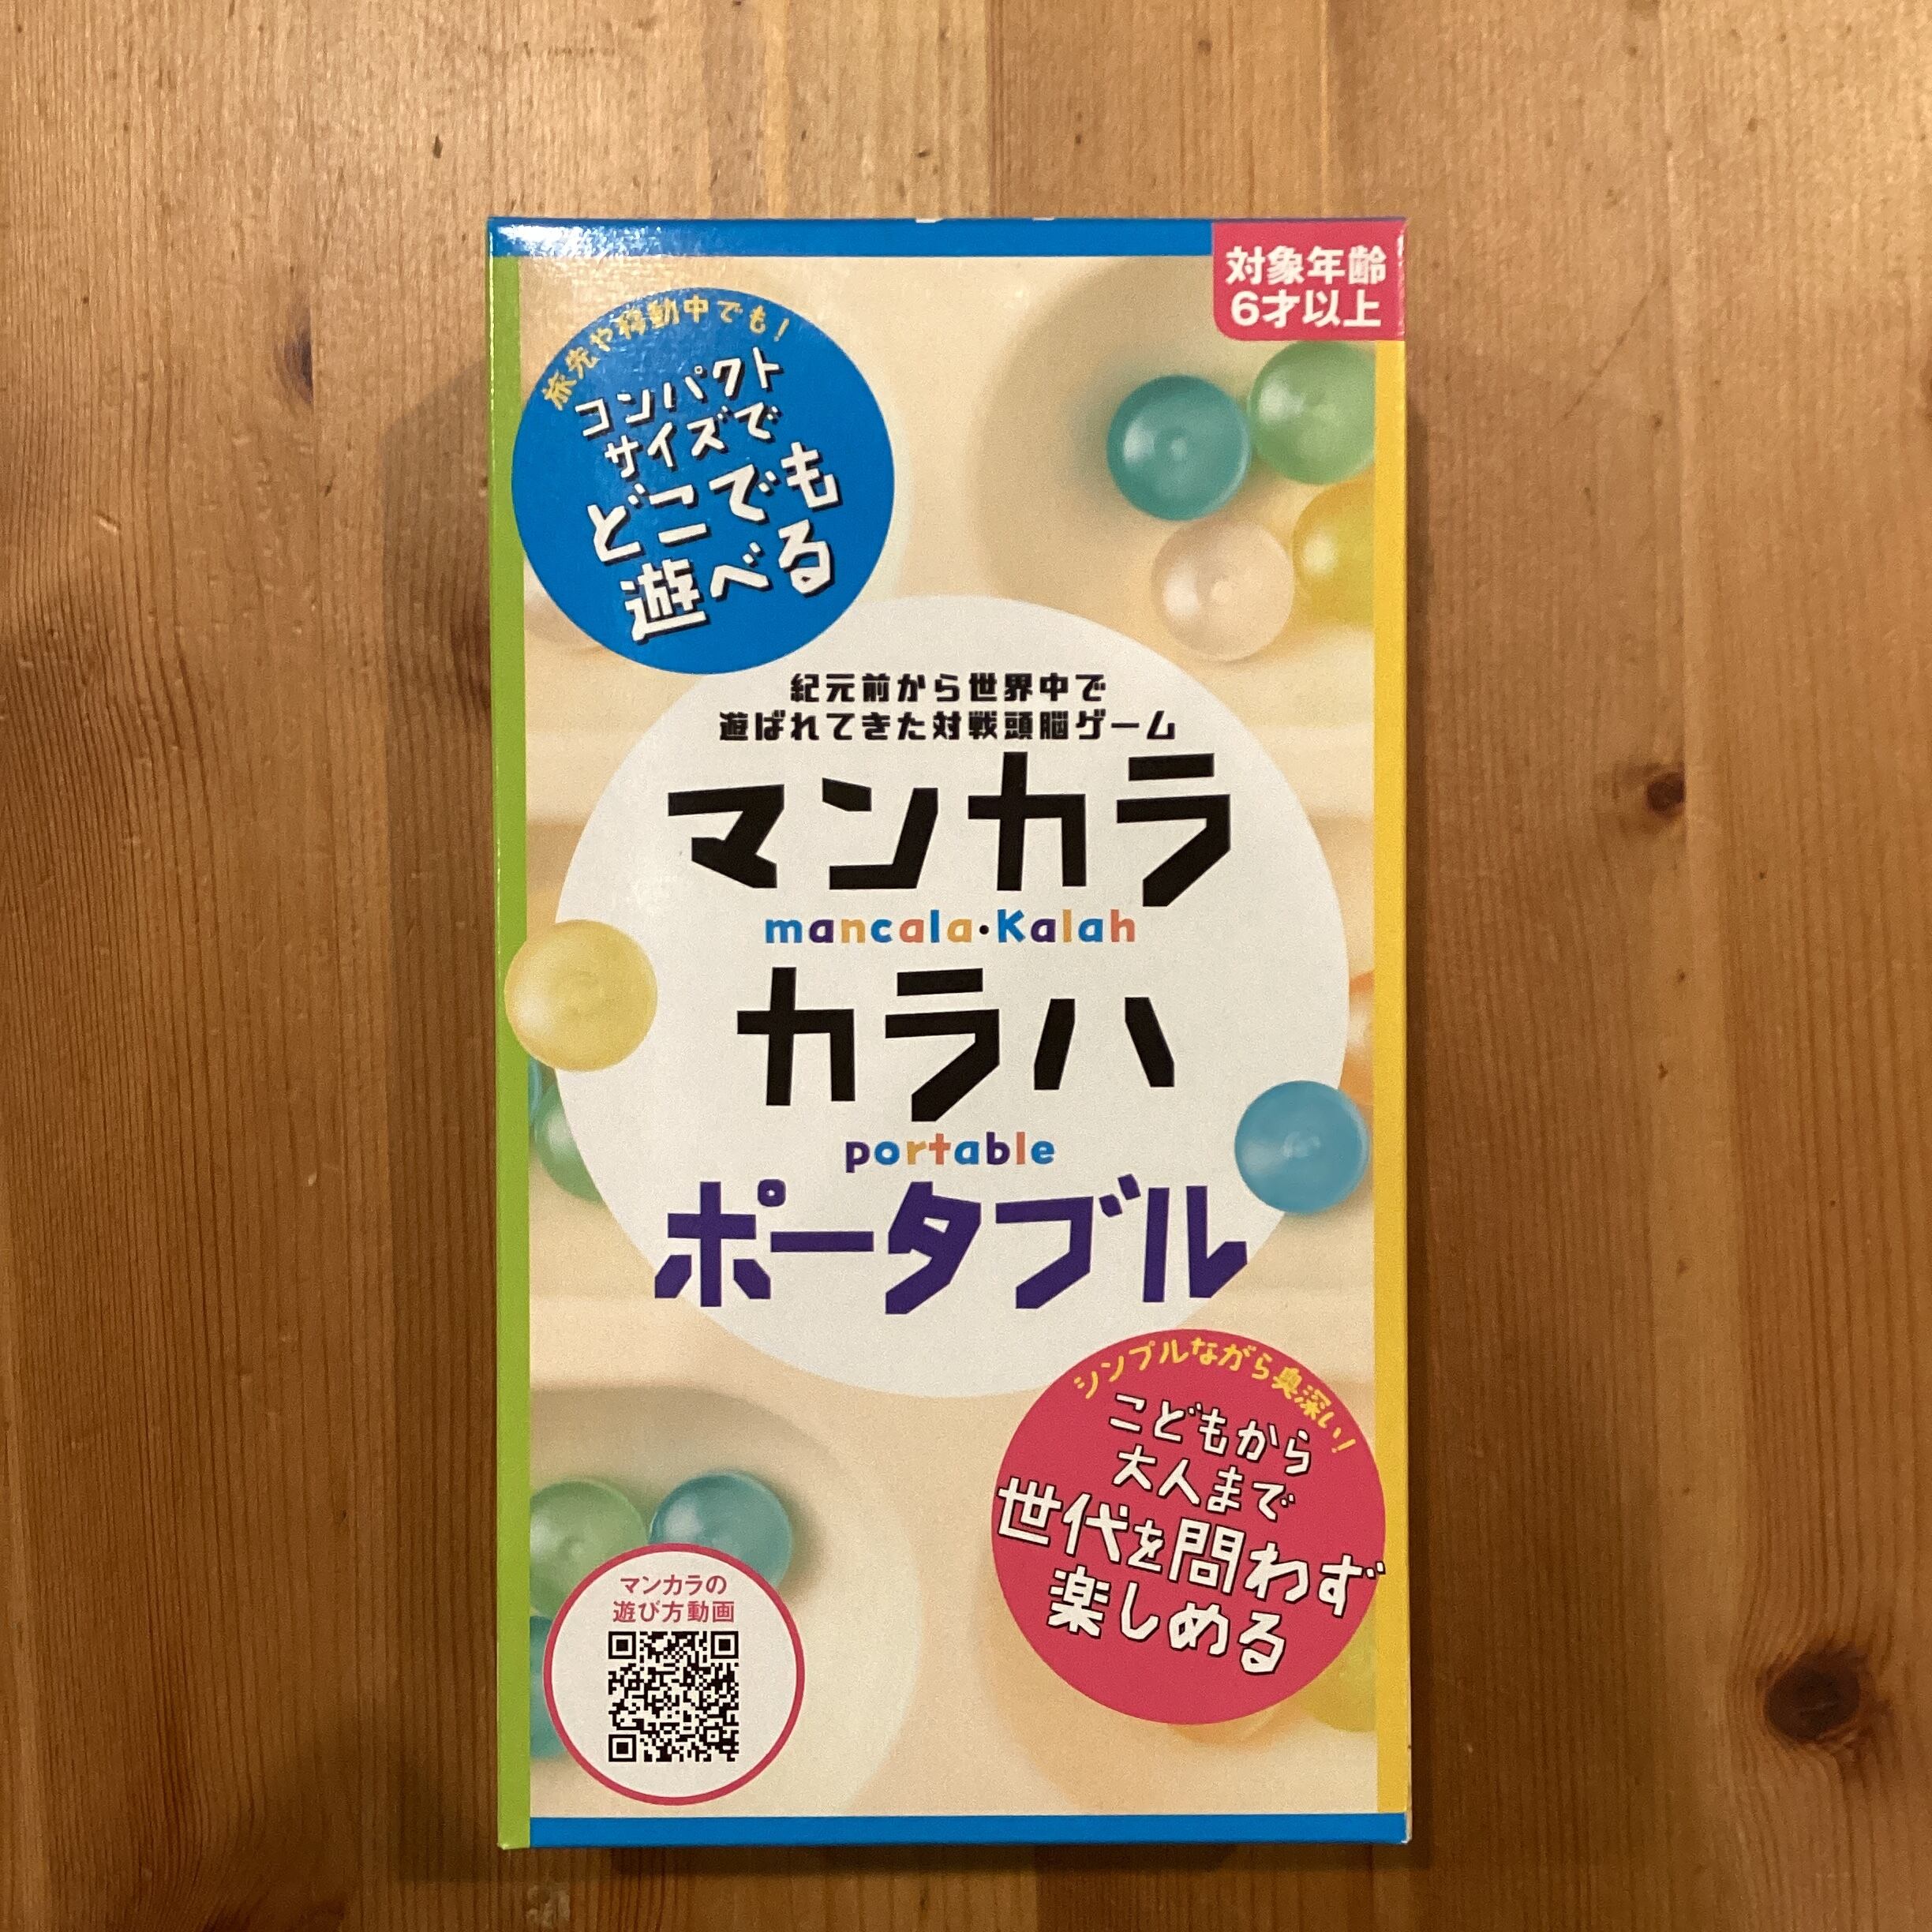 対象年齢
6才以上
旅先や移動中でも!
コンパクト
サイズで
どこでも
遊べる
紀元前から世界中で
遊ばれてきた対戦頭脳ゲーム
マンカラ
mancala・Kalah
カラハ
portable
ポータブル
シンプルながら奥深い!
こどもから
大人まで
世代を問わず
楽しめる
マンカラの
遊び方動画